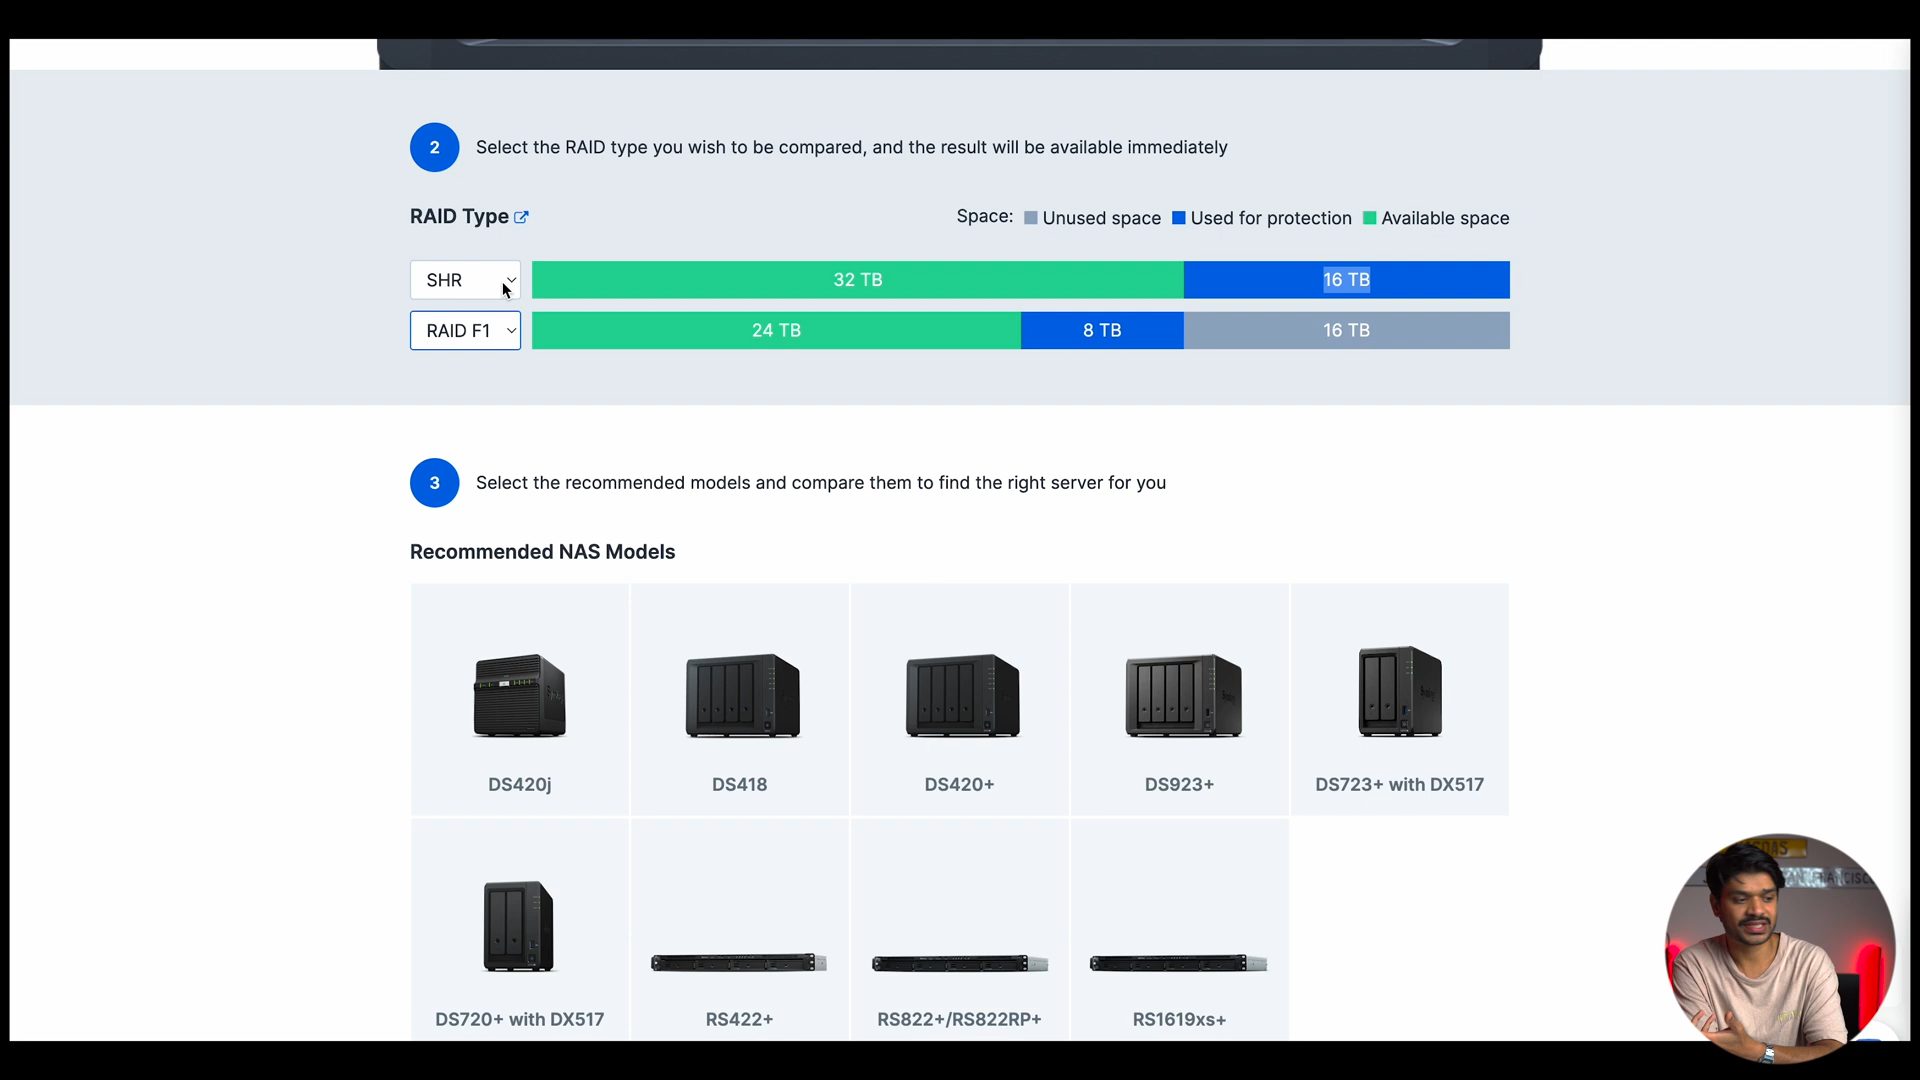 2 Select the RAID type you wish to be compared, and the result will be available immediately
RAID Type Space: Unused space Used for protection Available space
SHR 32 TB 16 TB
RAID F1 24 TB 8 TB 16 TB
3 Select the recommended models and compare them to find the right server for you
Recommended NAS Models
DS420j DS418 DS420+ DS923+ DS723+ with DX517
DS720+ with DX517 RS422+ RS822+/RS822RP+ RS1619xs+